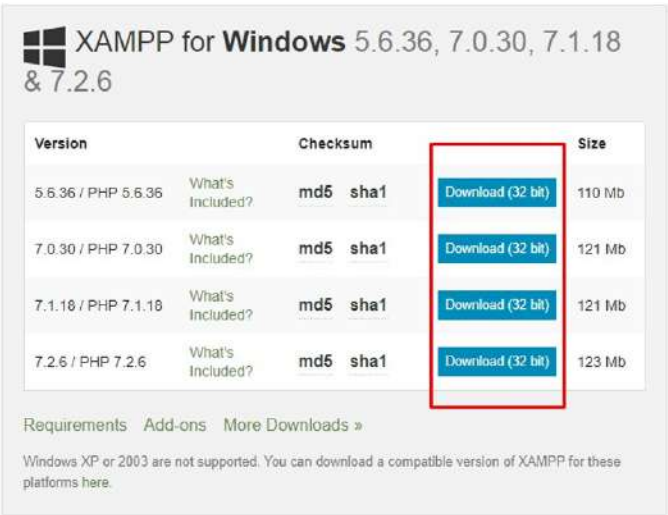 XAMPP for Windows 5.6.36, 7.0.30, 7.1.18
& 7.2.6
Version Checksum Size
5.6.36 / PHP 5.6.36 What's Included? md5 sha1 Download (32 bit) 110 Mb
7.0.30 / PHP 7.0.30 What's Included? md5 sha1 Download (32 bit) 121 Mb
7.1.18 / PHP 7.1.18 What's Included? md5 sha1 Download (32 bit) 121 Mb
7.2.6 / PHP 7.2.6 What's Included? md5 sha1 Download (32 bit) 123 Mb
Requirements Add-ons More Downloads »
Windows XP or 2003 are not supported. You can download a compatible version of XAMPP for these
platforms here.